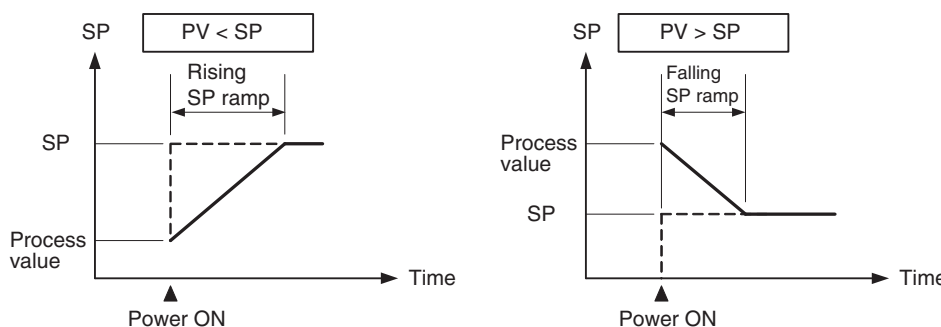 SP
PV < SP
Rising
SP ramp
SP
Process
value
Time
Power ON
SP
PV > SP
Falling
SP ramp
Process
value
SP
Time
Power ON